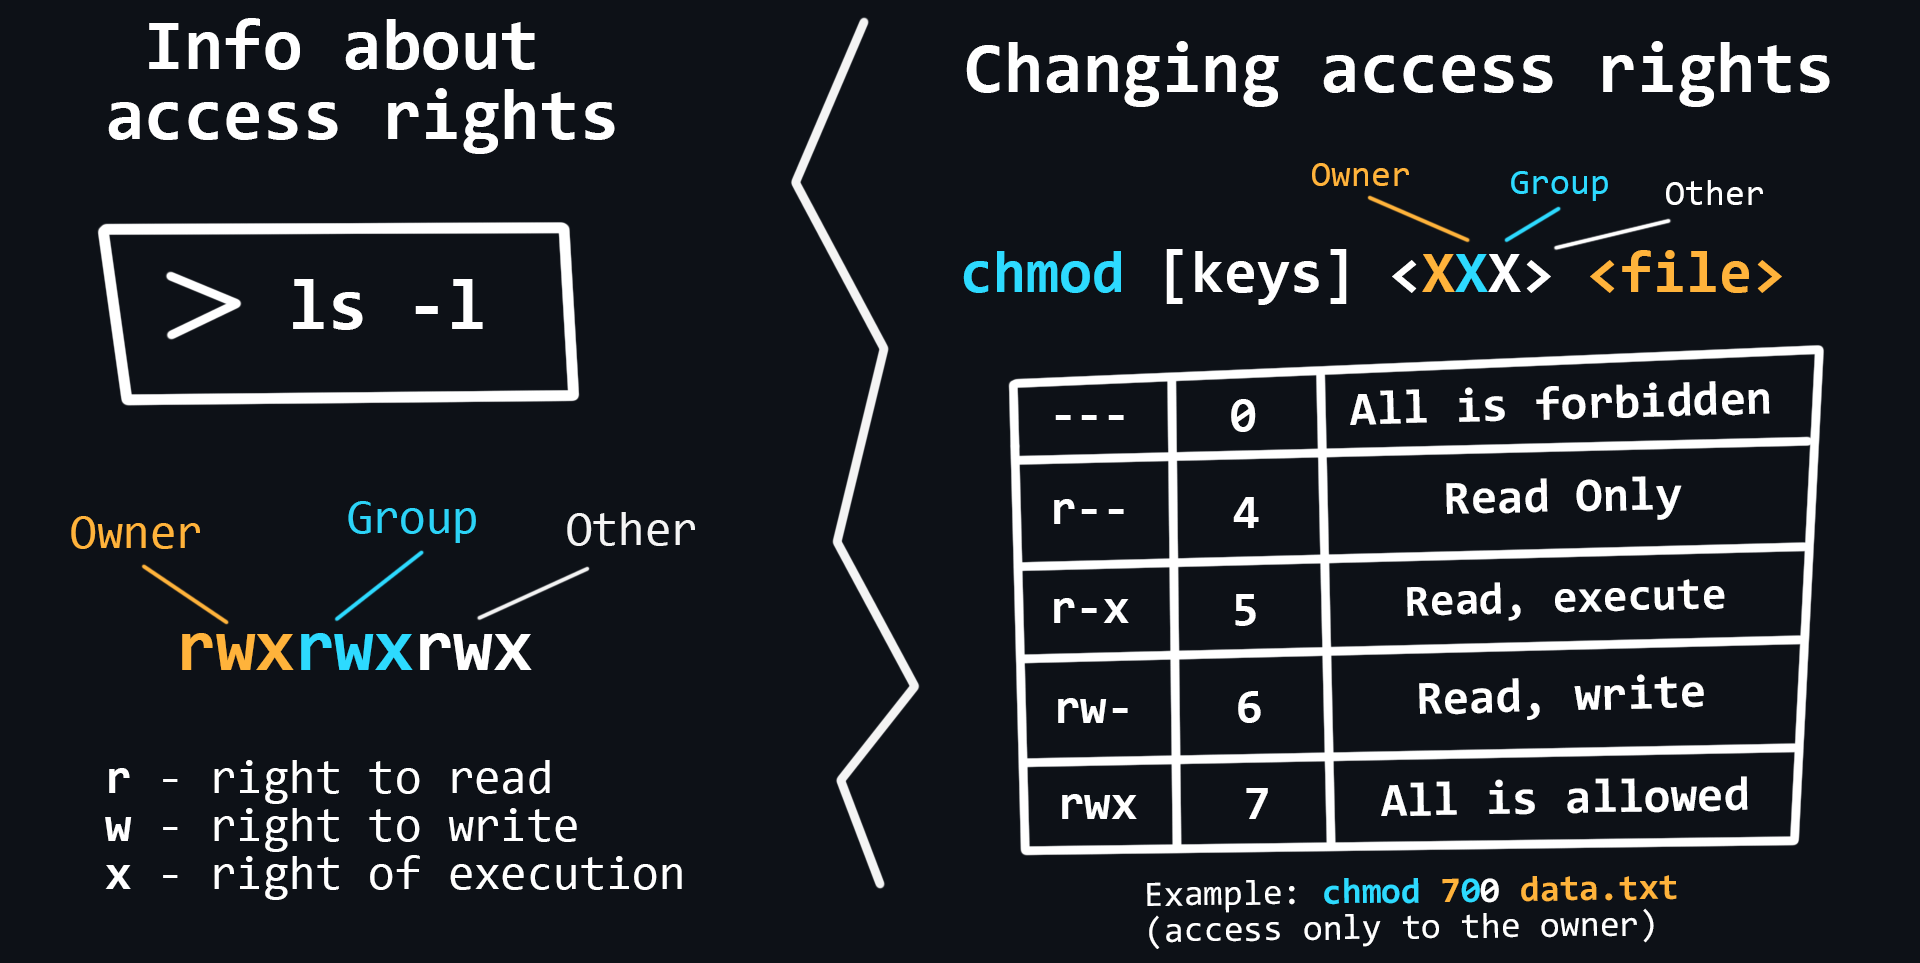 Info about
access rights
> ls -l
Owner Group Other
rwxrwxrwx
r - right to read
w - right to write
x - right of execution
Changing access rights
Owner Group Other
chmod [keys] <XXX> <file>
--- 0 All is forbidden
r-- 4 Read Only
r-x 5 Read, execute
rw- 6 Read, write
rwx 7 All is allowed
Example: chmod 700 data.txt
(access only to the owner)